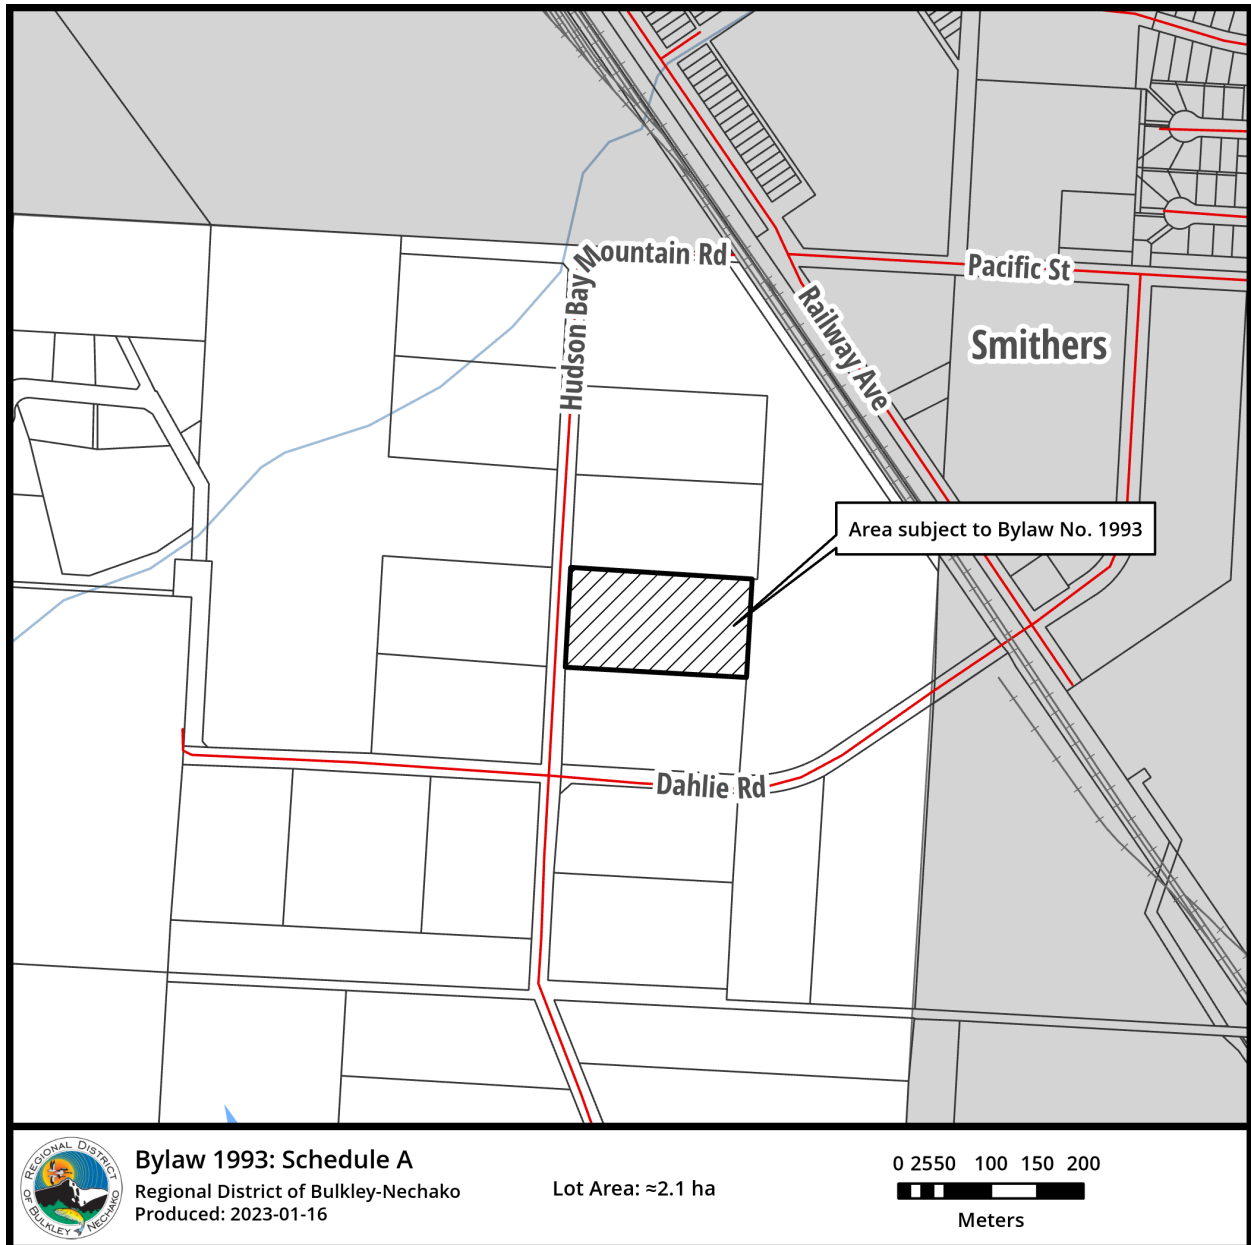 Hudson Bay Mountain Rd
Pacific St
Railway Ave
Smithers
Area subject to Bylaw No. 1993
Dahlie Rd
REGIONAL DISTRICT
OF BULKLEY NECHAKO
Bylaw 1993: Schedule A
Regional District of Bulkley-Nechako
Produced: 2023-01-16
Lot Area: ≈2.1 ha
0 2550 100 150 200
Meters